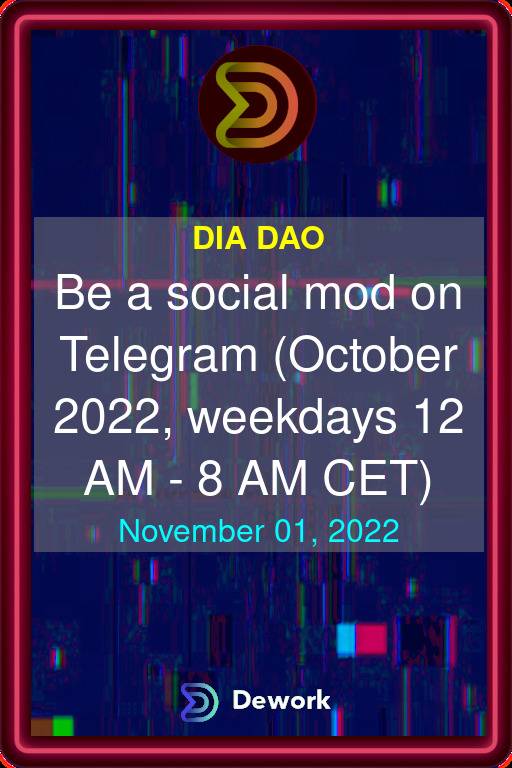 DIA DAO
Be a social mod on
Telegram (October
2022, weekdays 12
AM - 8 AM CET)
November 01, 2022
Dework